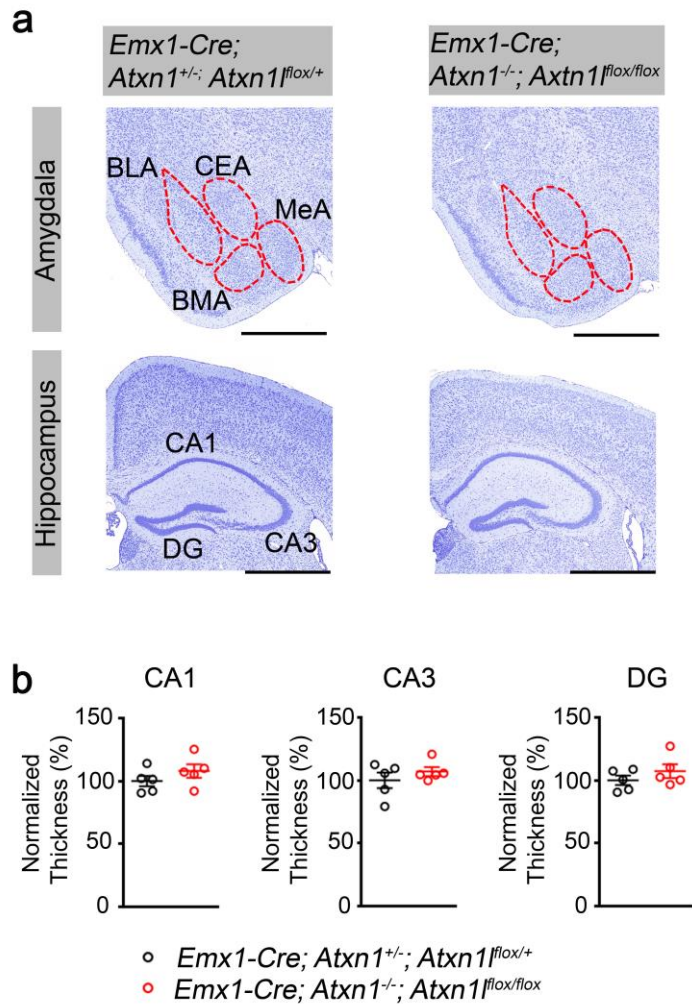 a
Emx1-Cre;
Atxn1+/-; Atxn1lflox/+
Emx1-Cre;
Atxn1-/-; Axtn1lflox/flox
Amygdala
BLA
CEA
MeA
BMA
Hippocampus
CA1
DG
CA3
b
CA1
CA3
DG
Normalized
Thickness (%)
150
100
50
0
Normalized
Thickness (%)
150
100
50
0
Normalized
Thickness (%)
150
100
50
0
Emx1-Cre; Atxn1+/-; Atxn1lflox/+
Emx1-Cre; Atxn1-/-; Atxn1lflox/flox